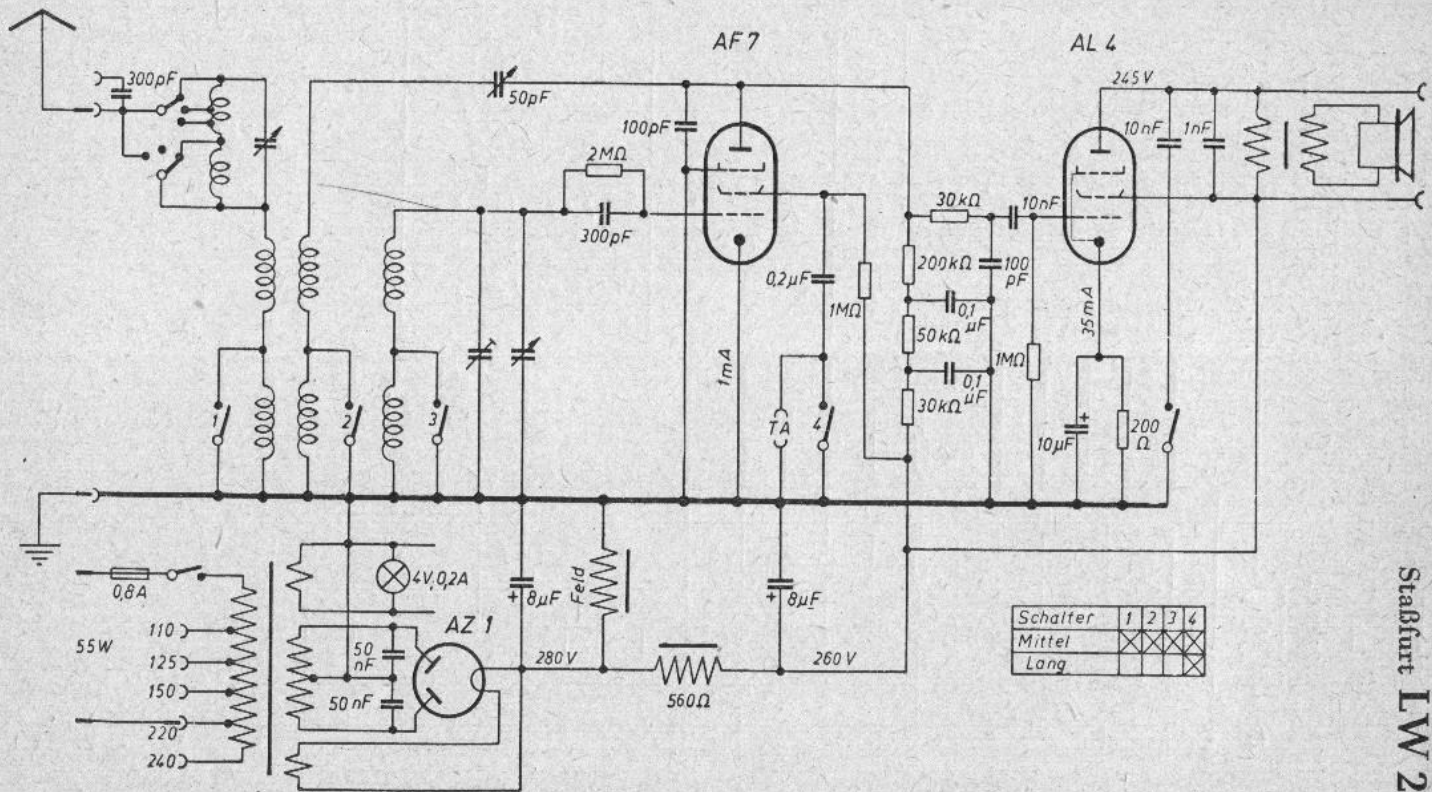 AF 7
AL 4
300pF
50pF
245V
100pF
10nF
1nF
2MΩ
300pF
30kΩ
10nF
0,2µF
200kΩ
100
pF
1MΩ
0,1
µF
50kΩ
35mA
1mA
1MΩ
0,1
µF
30kΩ
1
2
3
TA
4
10µF
+
200
Ω
0,8A
4V,0,2A
+
8µF
Feld
+
8µF
AZ 1
55W
110
125
150
220
240
50
nF
50nF
280V
560Ω
260V
Schalter 1 2 3 4
Mittel
Lang
Staßfurt LW 2